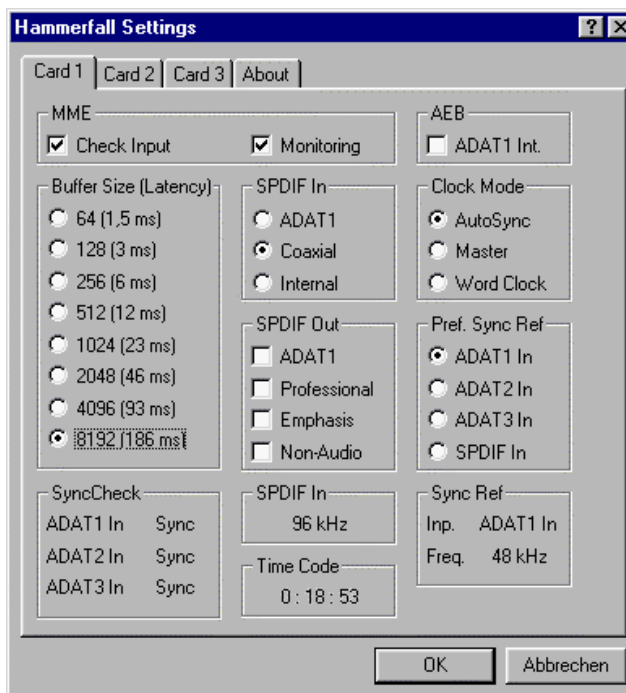 Hammerfall Settings
Card 1 Card 2 Card 3 About
MME
Check Input
Monitoring
AEB
ADAT1 Int.
Buffer Size (Latency)
64 (1,5 ms)
128 (3 ms)
256 (6 ms)
512 (12 ms)
1024 (23 ms)
2048 (46 ms)
4096 (93 ms)
8192 (186 ms)
SPDIF In
ADAT1
Coaxial
Internal
Clock Mode
AutoSync
Master
Word Clock
SPDIF Out
ADAT1
Professional
Emphasis
Non-Audio
Pref. Sync Ref
ADAT1 In
ADAT2 In
ADAT3 In
SPDIF In
SyncCheck
ADAT1 In Sync
ADAT2 In Sync
ADAT3 In Sync
SPDIF In
96 kHz
Time Code
0 : 18 : 53
Sync Ref
Inp. ADAT1 In
Freq. 48 kHz
OK
Abbrechen